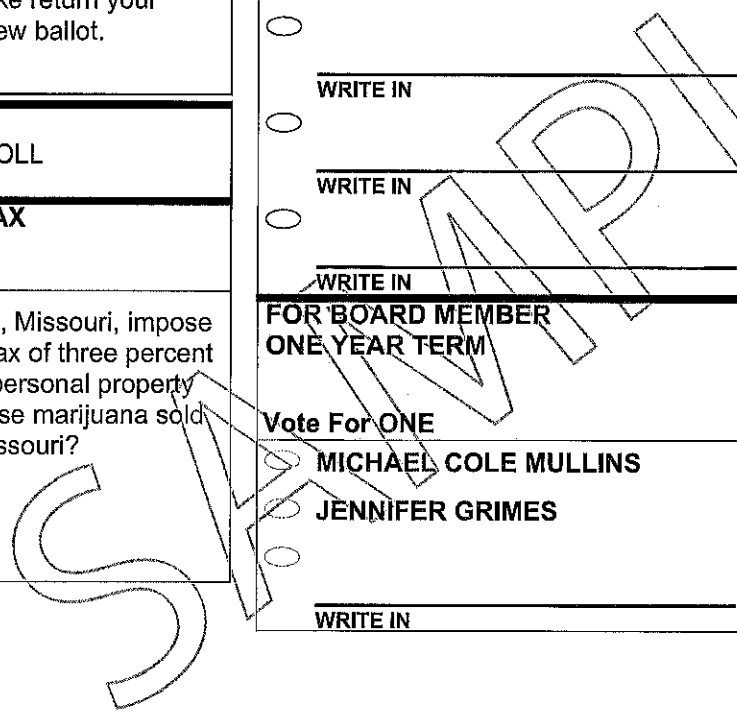 ke return your
ew ballot.
OLL
AX
, Missouri, impose
ax of three percent
personal property
se marijuana sold
ssouri?
WRITE IN
WRITE IN
WRITE IN
FOR BOARD MEMBER
ONE YEAR TERM
Vote For ONE
MICHAEL COLE MULLINS
JENNIFER GRIMES
WRITE IN
SAMPL